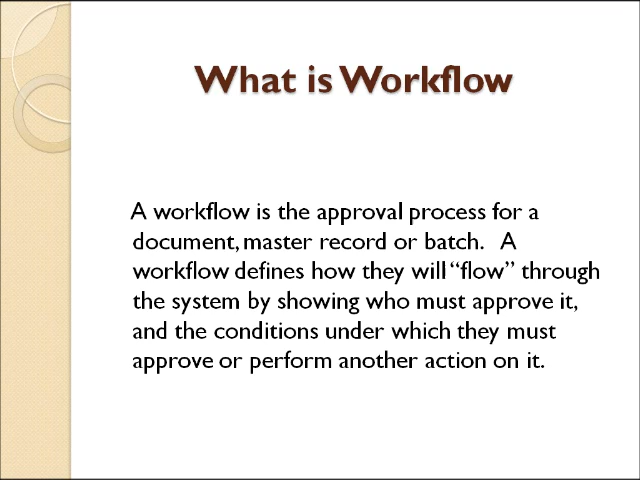 What is Workflow
A workflow is the approval process for a
document, master record or batch.   A
workflow defines how they will “flow” through
the system by showing who must approve it,
and the conditions under which they must
approve or perform another action on it.